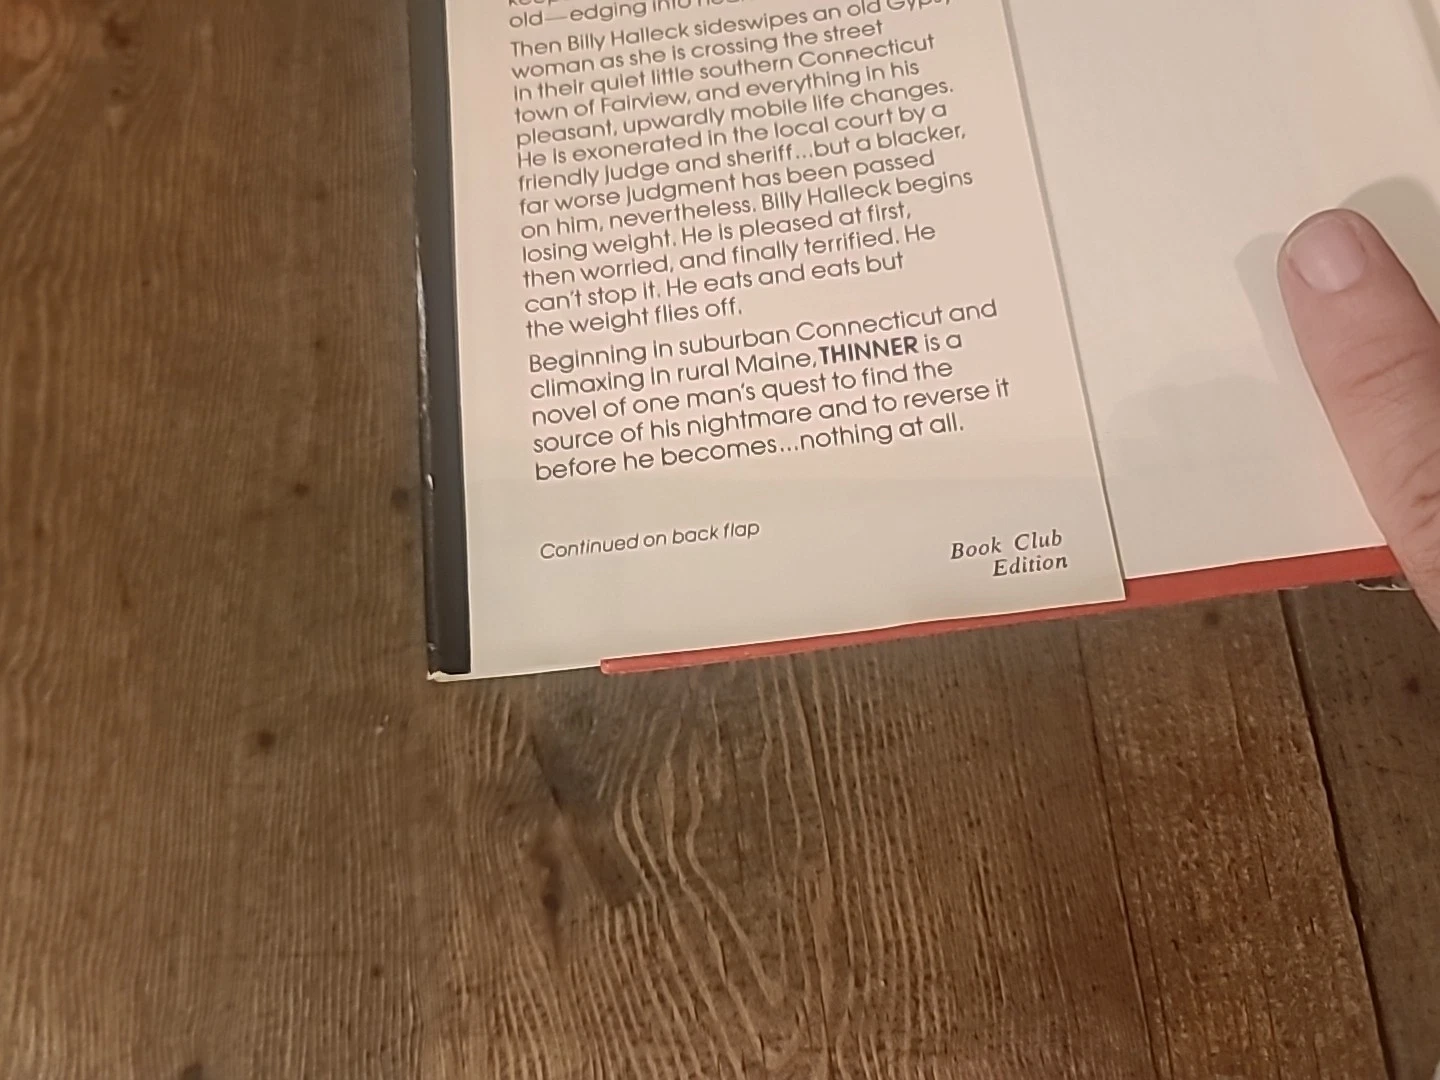 old—edging into
Then Billy Halleck sideswipes an old Gypsy
woman as she is crossing the street
in their quiet little southern Connecticut
town of Fairview, and everything in his
pleasant, upwardly mobile life changes.
He is exonerated in the local court by a
friendly judge and sheriff...but a blacker,
far worse judgment has been passed
on him, nevertheless. Billy Halleck begins
losing weight. He is pleased at first,
then worried, and finally terrified. He
can't stop it. He eats and eats but
the weight flies off.
Beginning in suburban Connecticut and
climaxing in rural Maine, THINNER is a
novel of one man's quest to find the
source of his nightmare and to reverse it
before he becomes...nothing at all.
Continued on back flap
Book Club
Edition